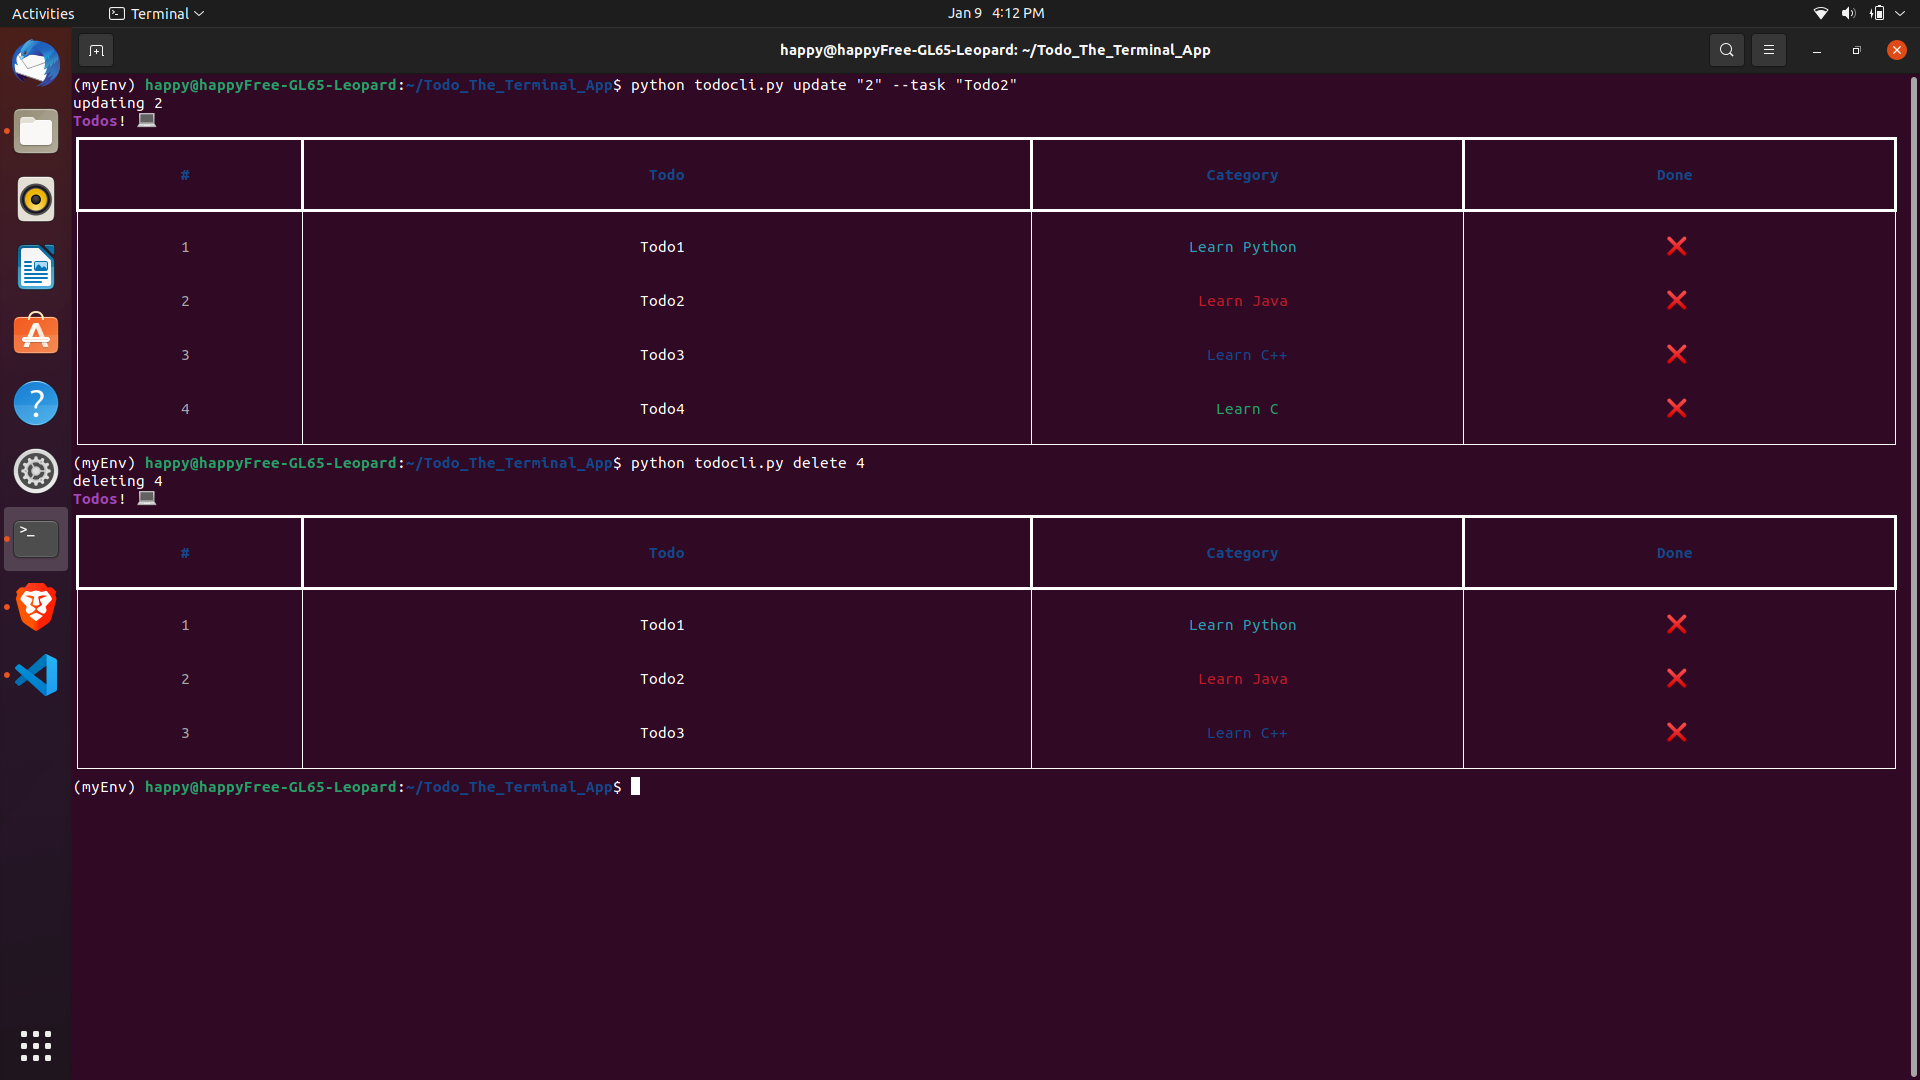 Activities Terminal Jan 9 4:12 PM
happy@happyFree-GL65-Leopard: ~/Todo_The_Terminal_App
(myEnv) happy@happyFree-GL65-Leopard:~/Todo_The_Terminal_App$ python todocli.py update "2" --task "Todo2"
updating 2
Todos! 💻
# Todo Category Done
1 Todo1 Learn Python ❌
2 Todo2 Learn Java ❌
3 Todo3 Learn C++ ❌
4 Todo4 Learn C ❌
(myEnv) happy@happyFree-GL65-Leopard:~/Todo_The_Terminal_App$ python todocli.py delete 4
deleting 4
Todos! 💻
# Todo Category Done
1 Todo1 Learn Python ❌
2 Todo2 Learn Java ❌
3 Todo3 Learn C++ ❌
(myEnv) happy@happyFree-GL65-Leopard:~/Todo_The_Terminal_App$